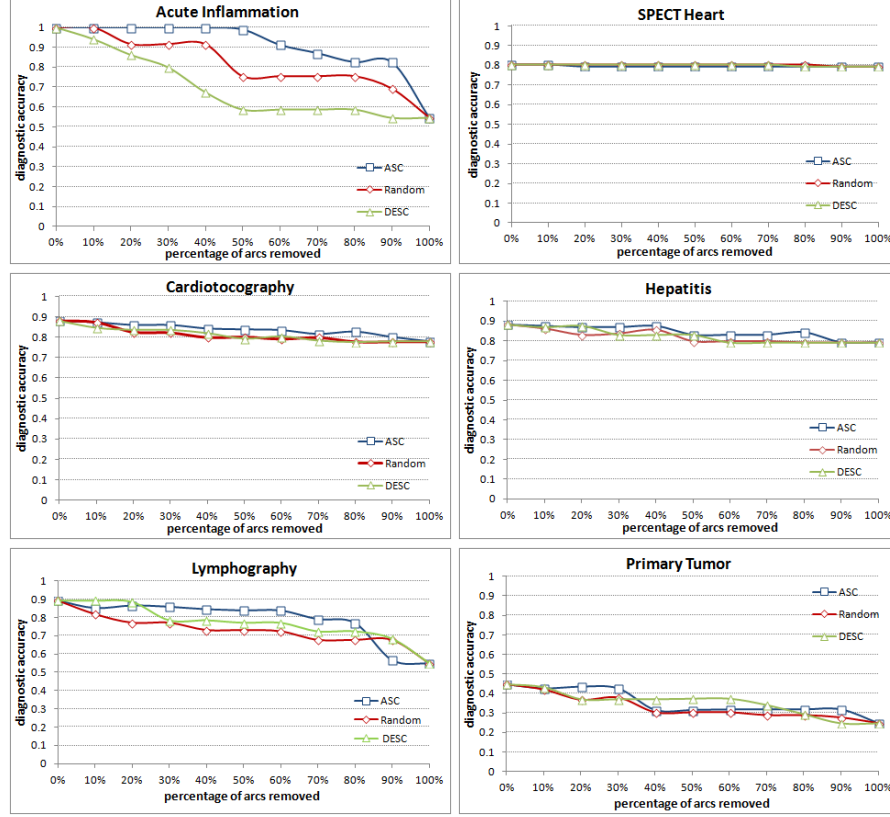 Acute Inflammation
diagnostic accuracy
1
0.9
0.8
0.7
0.6
0.5
0.4
0.3
0.2
0.1
0
ASC
Random
DESC
0% 10% 20% 30% 40% 50% 60% 70% 80% 90% 100%
percentage of arcs removed
SPECT Heart
diagnostic accuracy
1
0.9
0.8
0.7
0.6
0.5
0.4
0.3
0.2
0.1
0
ASC
Random
DESC
0% 10% 20% 30% 40% 50% 60% 70% 80% 90% 100%
percentage of arcs removed
Cardiotocography
diagnostic accuracy
1
0.9
0.8
0.7
0.6
0.5
0.4
0.3
0.2
0.1
0
ASC
Random
DESC
0% 10% 20% 30% 40% 50% 60% 70% 80% 90% 100%
percentage of arcs removed
Hepatitis
diagnostic accuracy
1
0.9
0.8
0.7
0.6
0.5
0.4
0.3
0.2
0.1
0
ASC
Random
DESC
0% 10% 20% 30% 40% 50% 60% 70% 80% 90% 100%
percentage of arcs removed
Lymphography
diagnostic accuracy
1
0.9
0.8
0.7
0.6
0.5
0.4
0.3
0.2
0.1
0
ASC
Random
DESC
0% 10% 20% 30% 40% 50% 60% 70% 80% 90% 100%
percentage of arcs removed
Primary Tumor
diagnostic accuracy
1
0.9
0.8
0.7
0.6
0.5
0.4
0.3
0.2
0.1
0
ASC
Random
DESC
0% 10% 20% 30% 40% 50% 60% 70% 80% 90% 100%
percentage of arcs removed